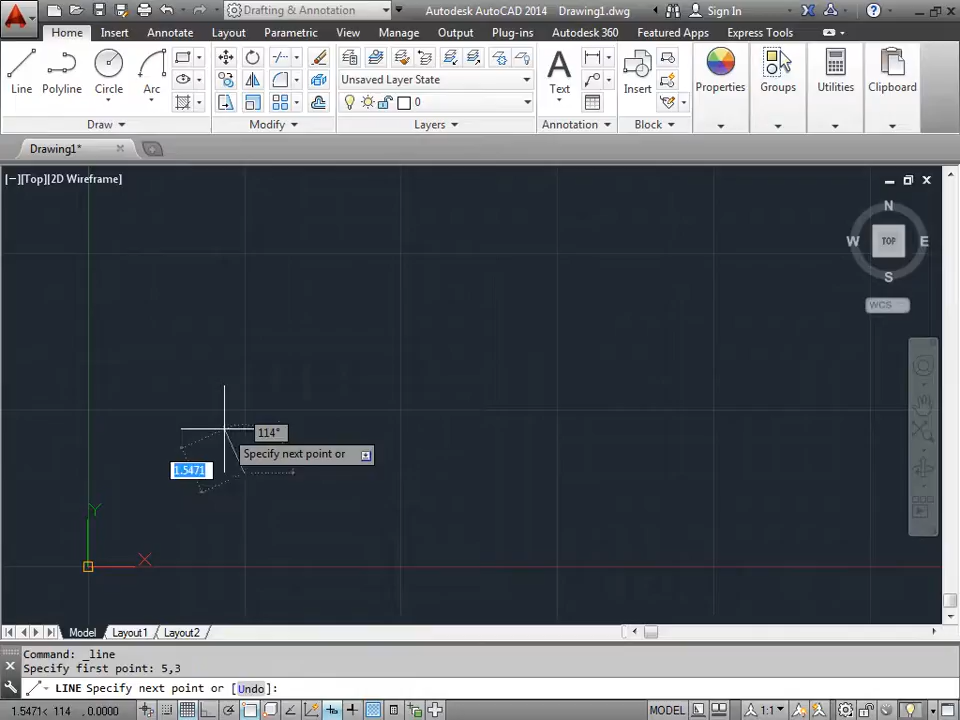 Drafting & Annotation
Autodesk AutoCAD 2014 Drawing1.dwg
Sign In
Home Insert Annotate Layout Parametric View Manage Output Plug-ins Autodesk 360 Featured Apps Express Tools
Unsaved Layer State
Line Polyline Circle Arc
Text Insert Properties Groups Utilities Clipboard
0
Draw Modify Layers Annotation Block
Drawing1*
[−][Top][2D Wireframe]
N
W TOP E
S
WCS
114°
Specify next point or
1.5471
Y
X
Model Layout1 Layout2
Command: _line
Specify first point: 5,3
LINE Specify next point or [Undo]:
1.5471< 114 , 0.0000
MODEL
1:1